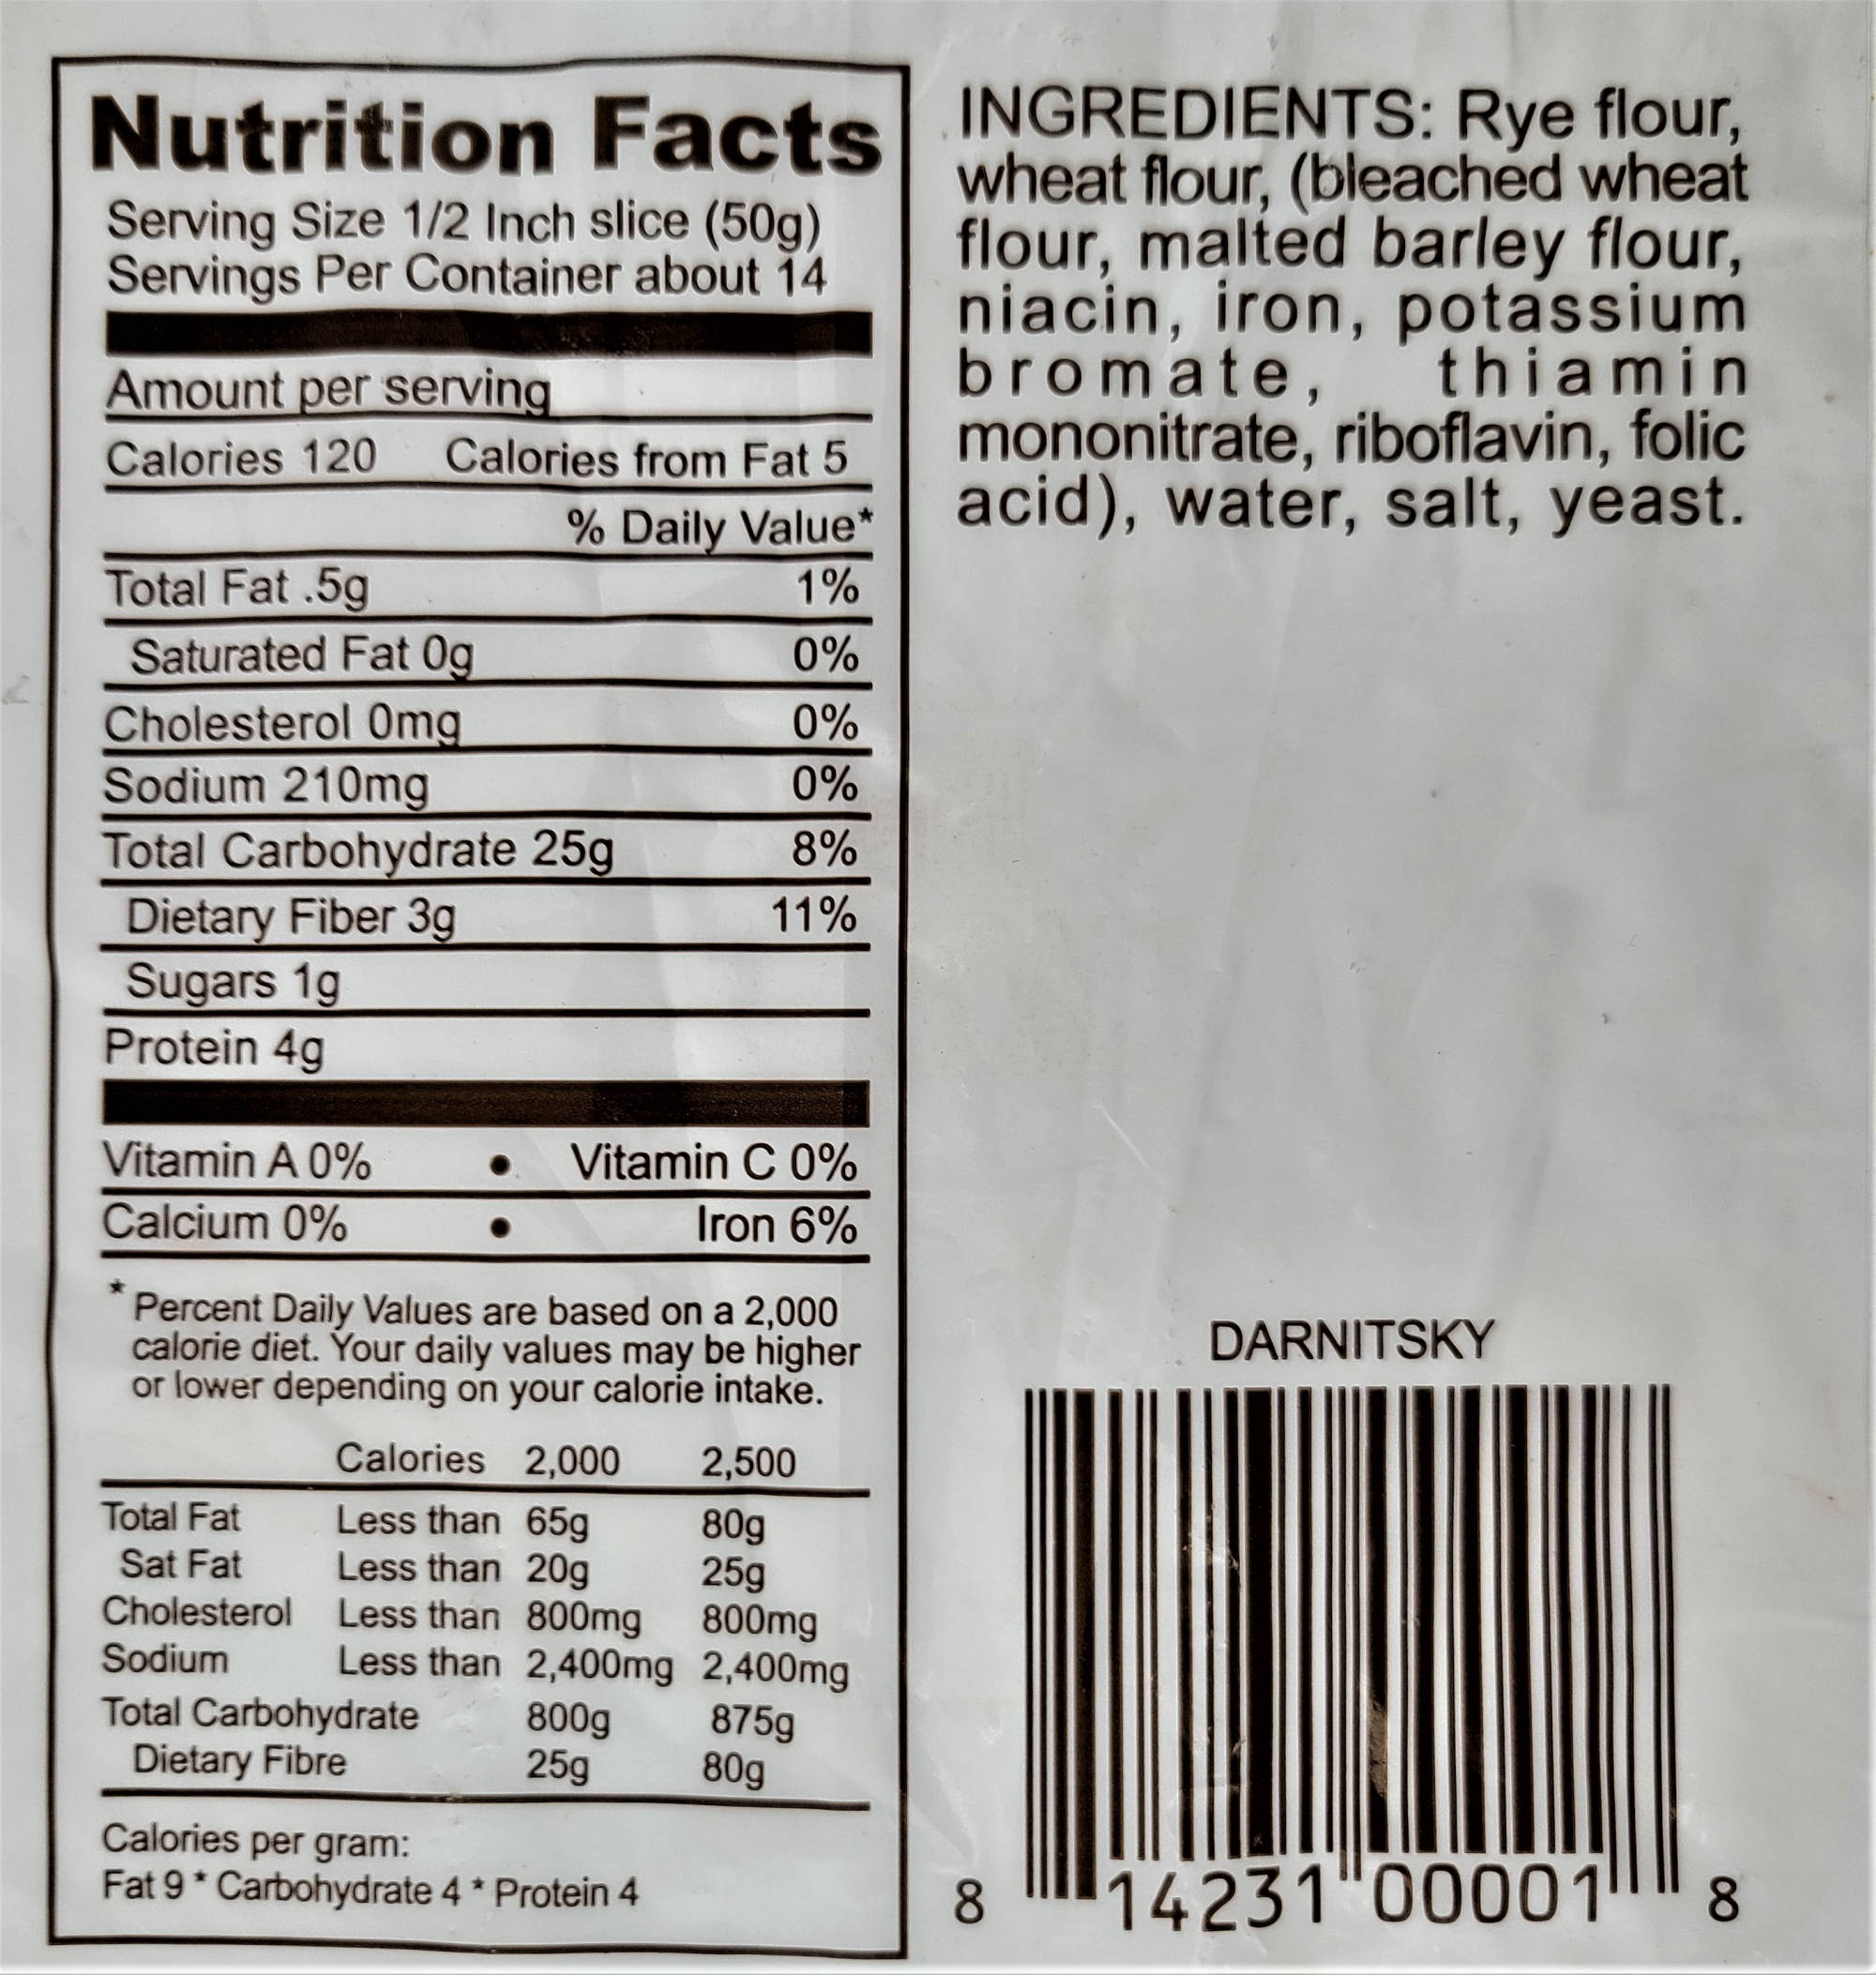 Nutrition Facts
Serving Size 1/2 Inch slice (50g)
Servings Per Container about 14
Amount per serving
Calories 120 Calories from Fat 5
% Daily Value*
Total Fat .5g 1%
Saturated Fat 0g 0%
Cholesterol 0mg 0%
Sodium 210mg 0%
Total Carbohydrate 25g 8%
Dietary Fiber 3g 11%
Sugars 1g
Protein 4g
Vitamin A 0% • Vitamin C 0%
Calcium 0% • Iron 6%
* Percent Daily Values are based on a 2,000
calorie diet. Your daily values may be higher
or lower depending on your calorie intake.
Calories 2,000 2,500
Total Fat Less than 65g 80g
Sat Fat Less than 20g 25g
Cholesterol Less than 800mg 800mg
Sodium Less than 2,400mg 2,400mg
Total Carbohydrate 800g 875g
Dietary Fibre 25g 80g
Calories per gram:
Fat 9 * Carbohydrate 4 * Protein 4
INGREDIENTS: Rye flour,
wheat flour, (bleached wheat
flour, malted barley flour,
niacin, iron, potassium
bromate, thiamin
mononitrate, riboflavin, folic
acid), water, salt, yeast.
DARNITSKY
8 14231 00001 8